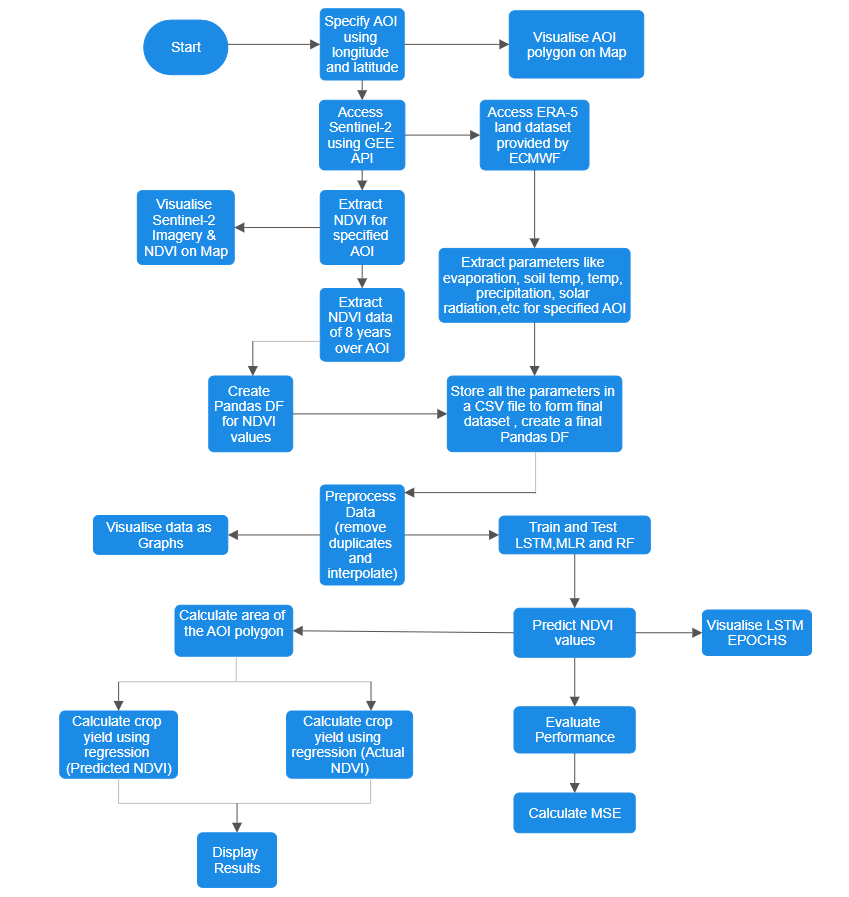 Start
Specify AOI
using
longitude
and latitude
Visualise AOI
polygon on Map
Access
Sentinel-2
using GEE
API
Access ERA-5
land dataset
provided by
ECMWF
Visualise
Sentinel-2
Imagery &
NDVI on Map
Extract
NDVI for
specified
AOI
Extract parameters like
evaporation, soil temp, temp,
precipitation, solar
radiation,etc for specified AOI
Extract
NDVI data
of 8 years
over AOI
Create
Pandas DF
for NDVI
values
Store all the parameters in
a CSV file to form final
dataset , create a final
Pandas DF
Preprocess
Data
(remove
duplicates
and
interpolate)
Visualise data as
Graphs
Train and Test
LSTM,MLR and RF
Calculate area of
the AOI polygon
Predict NDVI
values
Visualise LSTM
EPOCHS
Calculate crop
yield using
regression
(Predicted NDVI)
Calculate crop
yield using
regression (Actual
NDVI)
Evaluate
Performance
Calculate MSE
Display
Results